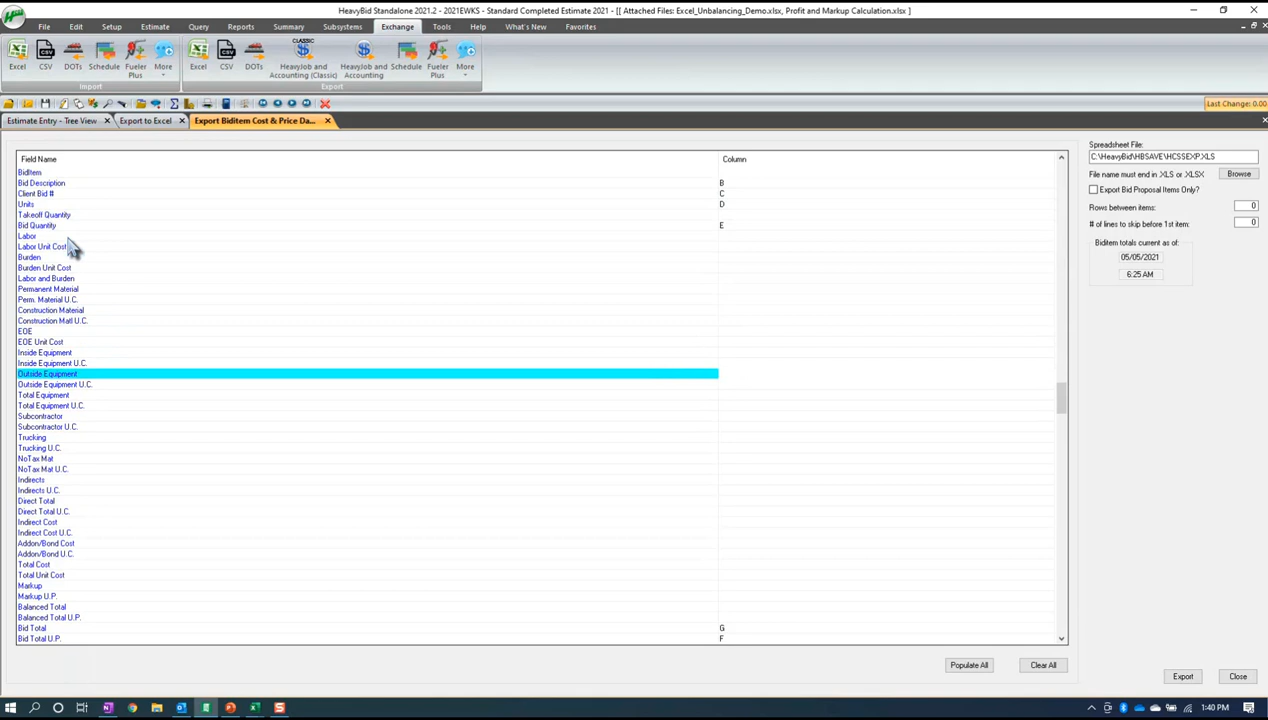 HeavyBid Standalone 2021.2 - 2021EWKS - Standard Completed Estimate 2021 - [[ Attached Files: Excel_Unbalancing_Demo.xlsx, Profit and Markup Calculation.xlsx ]
File Edit Setup Estimate Query Reports Summary Subsystems Exchange Tools Help What's New Favorites
Excel CSV DOTs Schedule Fueler Plus More Excel CSV DOTs HeavyJob and Accounting (Classic) HeavyJob and Accounting Schedule Fueler Plus More
Import Export
Last Change: 0.00
Estimate Entry - Tree View Export to Excel Export Biditem Cost & Price Da...
Field Name Column
BidItem
Bid Description B
Client Bid # C
Units D
Takeoff Quantity
Bid Quantity E
Labor
Labor Unit Cost
Burden
Burden Unit Cost
Labor and Burden
Permanent Material
Perm. Material U.C.
Construction Material
Construction Matl U.C.
EOE
EOE Unit Cost
Inside Equipment
Inside Equipment U.C.
Outside Equipment
Outside Equipment U.C.
Total Equipment
Total Equipment U.C.
Subcontractor
Subcontractor U.C.
Trucking
Trucking U.C.
NoTax Mat
NoTax Mat U.C.
Indirects
Indirects U.C.
Direct Total
Direct Total U.C.
Indirect Cost
Indirect Cost U.C.
Addon/Bond Cost
Addon/Bond U.C.
Total Cost
Total Unit Cost
Markup
Markup U.P.
Balanced Total
Balanced Total U.P.
Bid Total G
Bid Total U.P. F
Populate All Clear All
Spreadsheet File:
C:\HeavyBid\HBSAVE\HCSSEXP.XLS
File name must end in .XLS or .XLSX Browse
Export Bid Proposal Items Only?
Rows between items: 0
# of lines to skip before 1st item: 0
Biditem totals current as of:
05/05/2021
6:25 AM
Export Close
1:40 PM